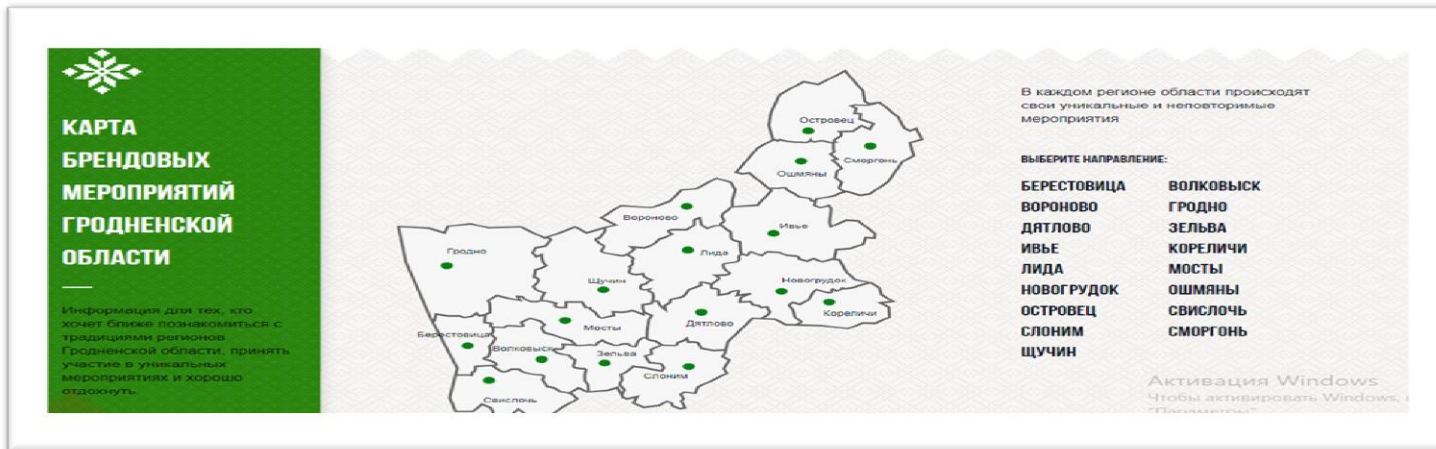 КАРТА
БРЕНДОВЫХ
МЕРОПРИЯТИЙ
ГРОДНЕНСКОЙ
ОБЛАСТИ
Информация для тех, кто
хочет ближе познакомиться с
традициями регионов
Гродненской области, принять
участие в уникальных
мероприятиях и хорошо
отдохнуть.
Островец
Сморгонь
Ошмяны
Вороново
Ивье
Гродно
Лида
Щучин
Новогрудок
Кореличи
Мосты
Дятлово
Берестовица
Волковыск
Зельва
Слоним
Свислочь
В каждом регионе области происходят
свои уникальные и неповторимые
мероприятия
ВЫБЕРИТЕ НАПРАВЛЕНИЕ:
БЕРЕСТОВИЦА
ВОРОНОВО
ДЯТЛОВО
ИВЬЕ
ЛИДА
НОВОГРУДОК
ОСТРОВЕЦ
СЛОНИМ
ЩУЧИН
ВОЛКОВЫСК
ГРОДНО
ЗЕЛЬВА
КОРЕЛИЧИ
МОСТЫ
ОШМЯНЫ
СВИСЛОЧЬ
СМОРГОНЬ
Активация Windows
Чтобы активировать Windows,
"Параметры"